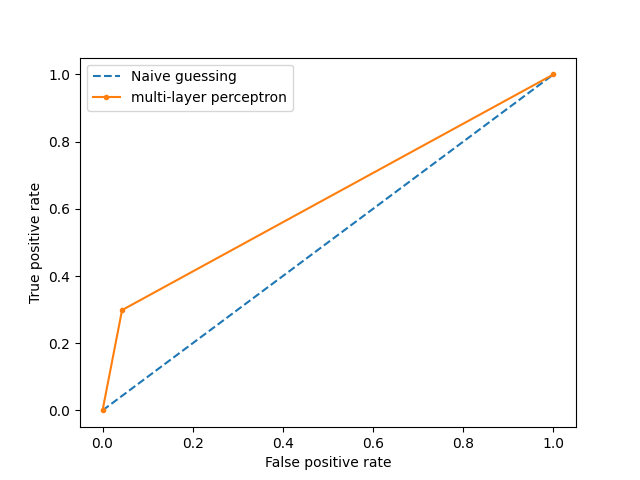 Naive guessing
multi-layer perceptron
1.0
0.8
0.6
0.4
0.2
0.0
True positive rate
0.0 0.2 0.4 0.6 0.8 1.0
False positive rate